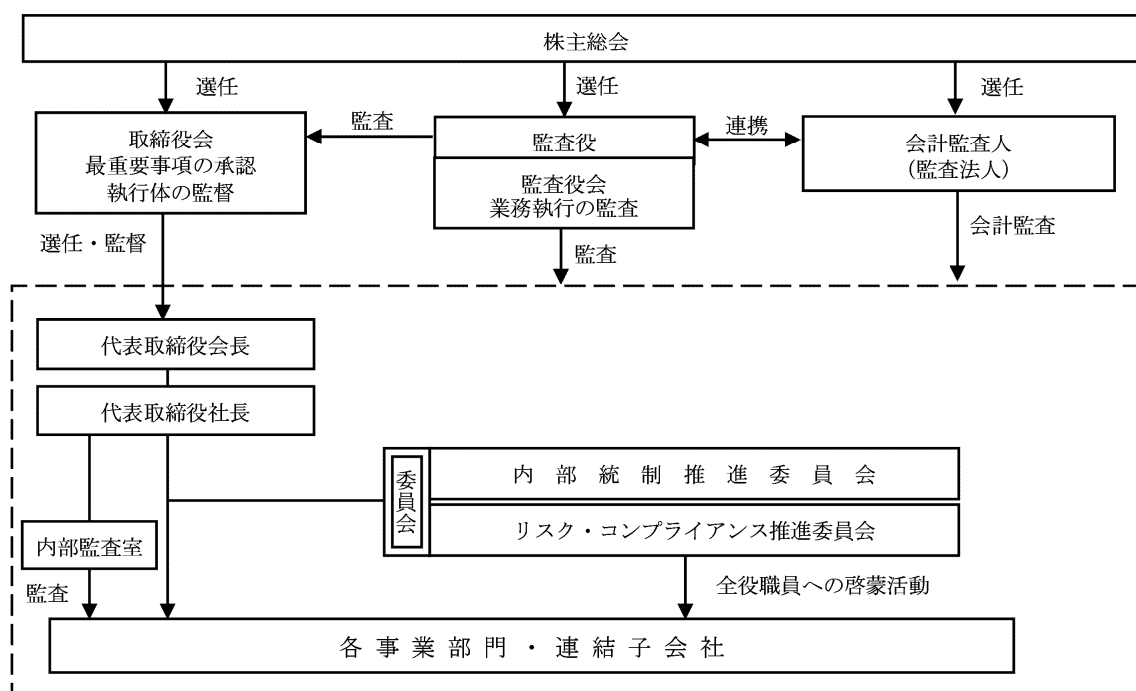 株主総会
選任
選任
選任
取締役会
最重要事項の承認
執行体の監督
監査
監査役
監査役会
業務執行の監査
連携
会計監査人
(監査法人)
選任・監督
監査
会計監査
代表取締役会長
代表取締役社長
委員会
内部統制推進委員会
リスク・コンプライアンス推進委員会
内部監査室
監査
全役職員への啓蒙活動
各事業部門・連結子会社